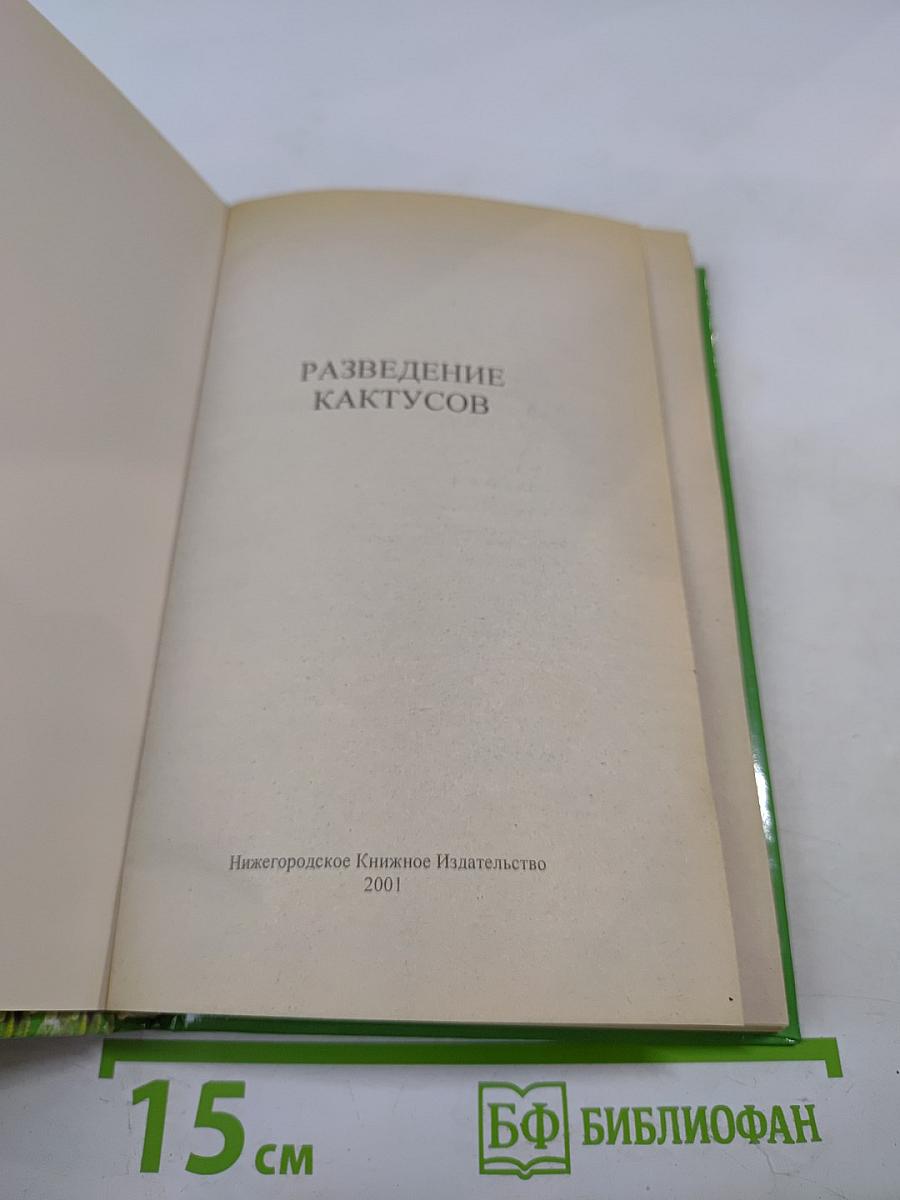 РАЗВЕДЕНИЕ
КАКТУСОВ
Нижегородское Книжное Издательство
2001
15 см
БФ БИБЛИОФАН